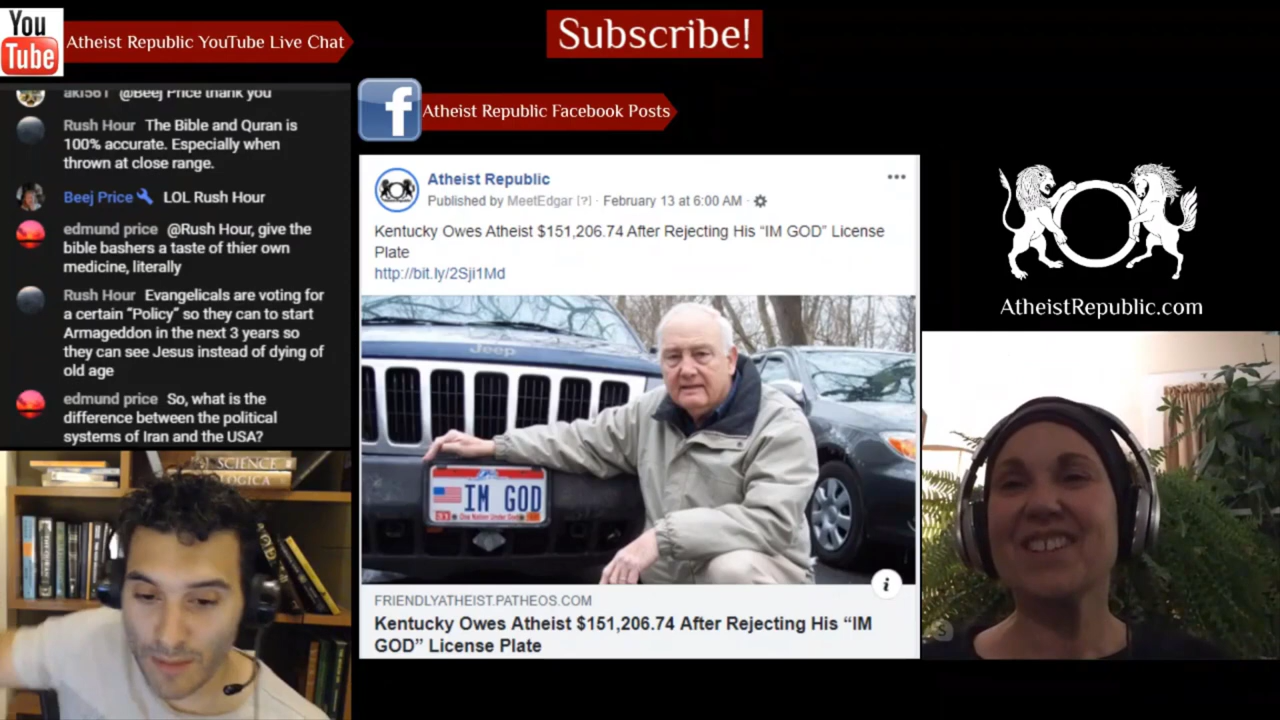 You
Tube
Atheist Republic YouTube Live Chat
Subscribe!
aki561 @Beej Price thank you
Rush Hour The Bible and Quran is
100% accurate. Especially when
thrown at close range.
Beej Price LOL Rush Hour
edmund price @Rush Hour, give the
bible bashers a taste of thier own
medicine, literally
Rush Hour Evangelicals are voting for
a certain “Policy” so they can to start
Armageddon in the next 3 years so
they can see Jesus instead of dying of
old age
edmund price So, what is the
difference between the political
systems of Iran and the USA?
f
Atheist Republic Facebook Posts
Atheist Republic
Published by MeetEdgar [?] · February 13 at 6:00 AM ·
Kentucky Owes Atheist $151,206.74 After Rejecting His “IM GOD” License
Plate
http://bit.ly/2Sji1Md
Jeep
IM GOD
One Nation Under God
i
FRIENDLYATHEIST.PATHEOS.COM
Kentucky Owes Atheist $151,206.74 After Rejecting His “IM
GOD” License Plate
AtheistRepublic.com
SCIENCE